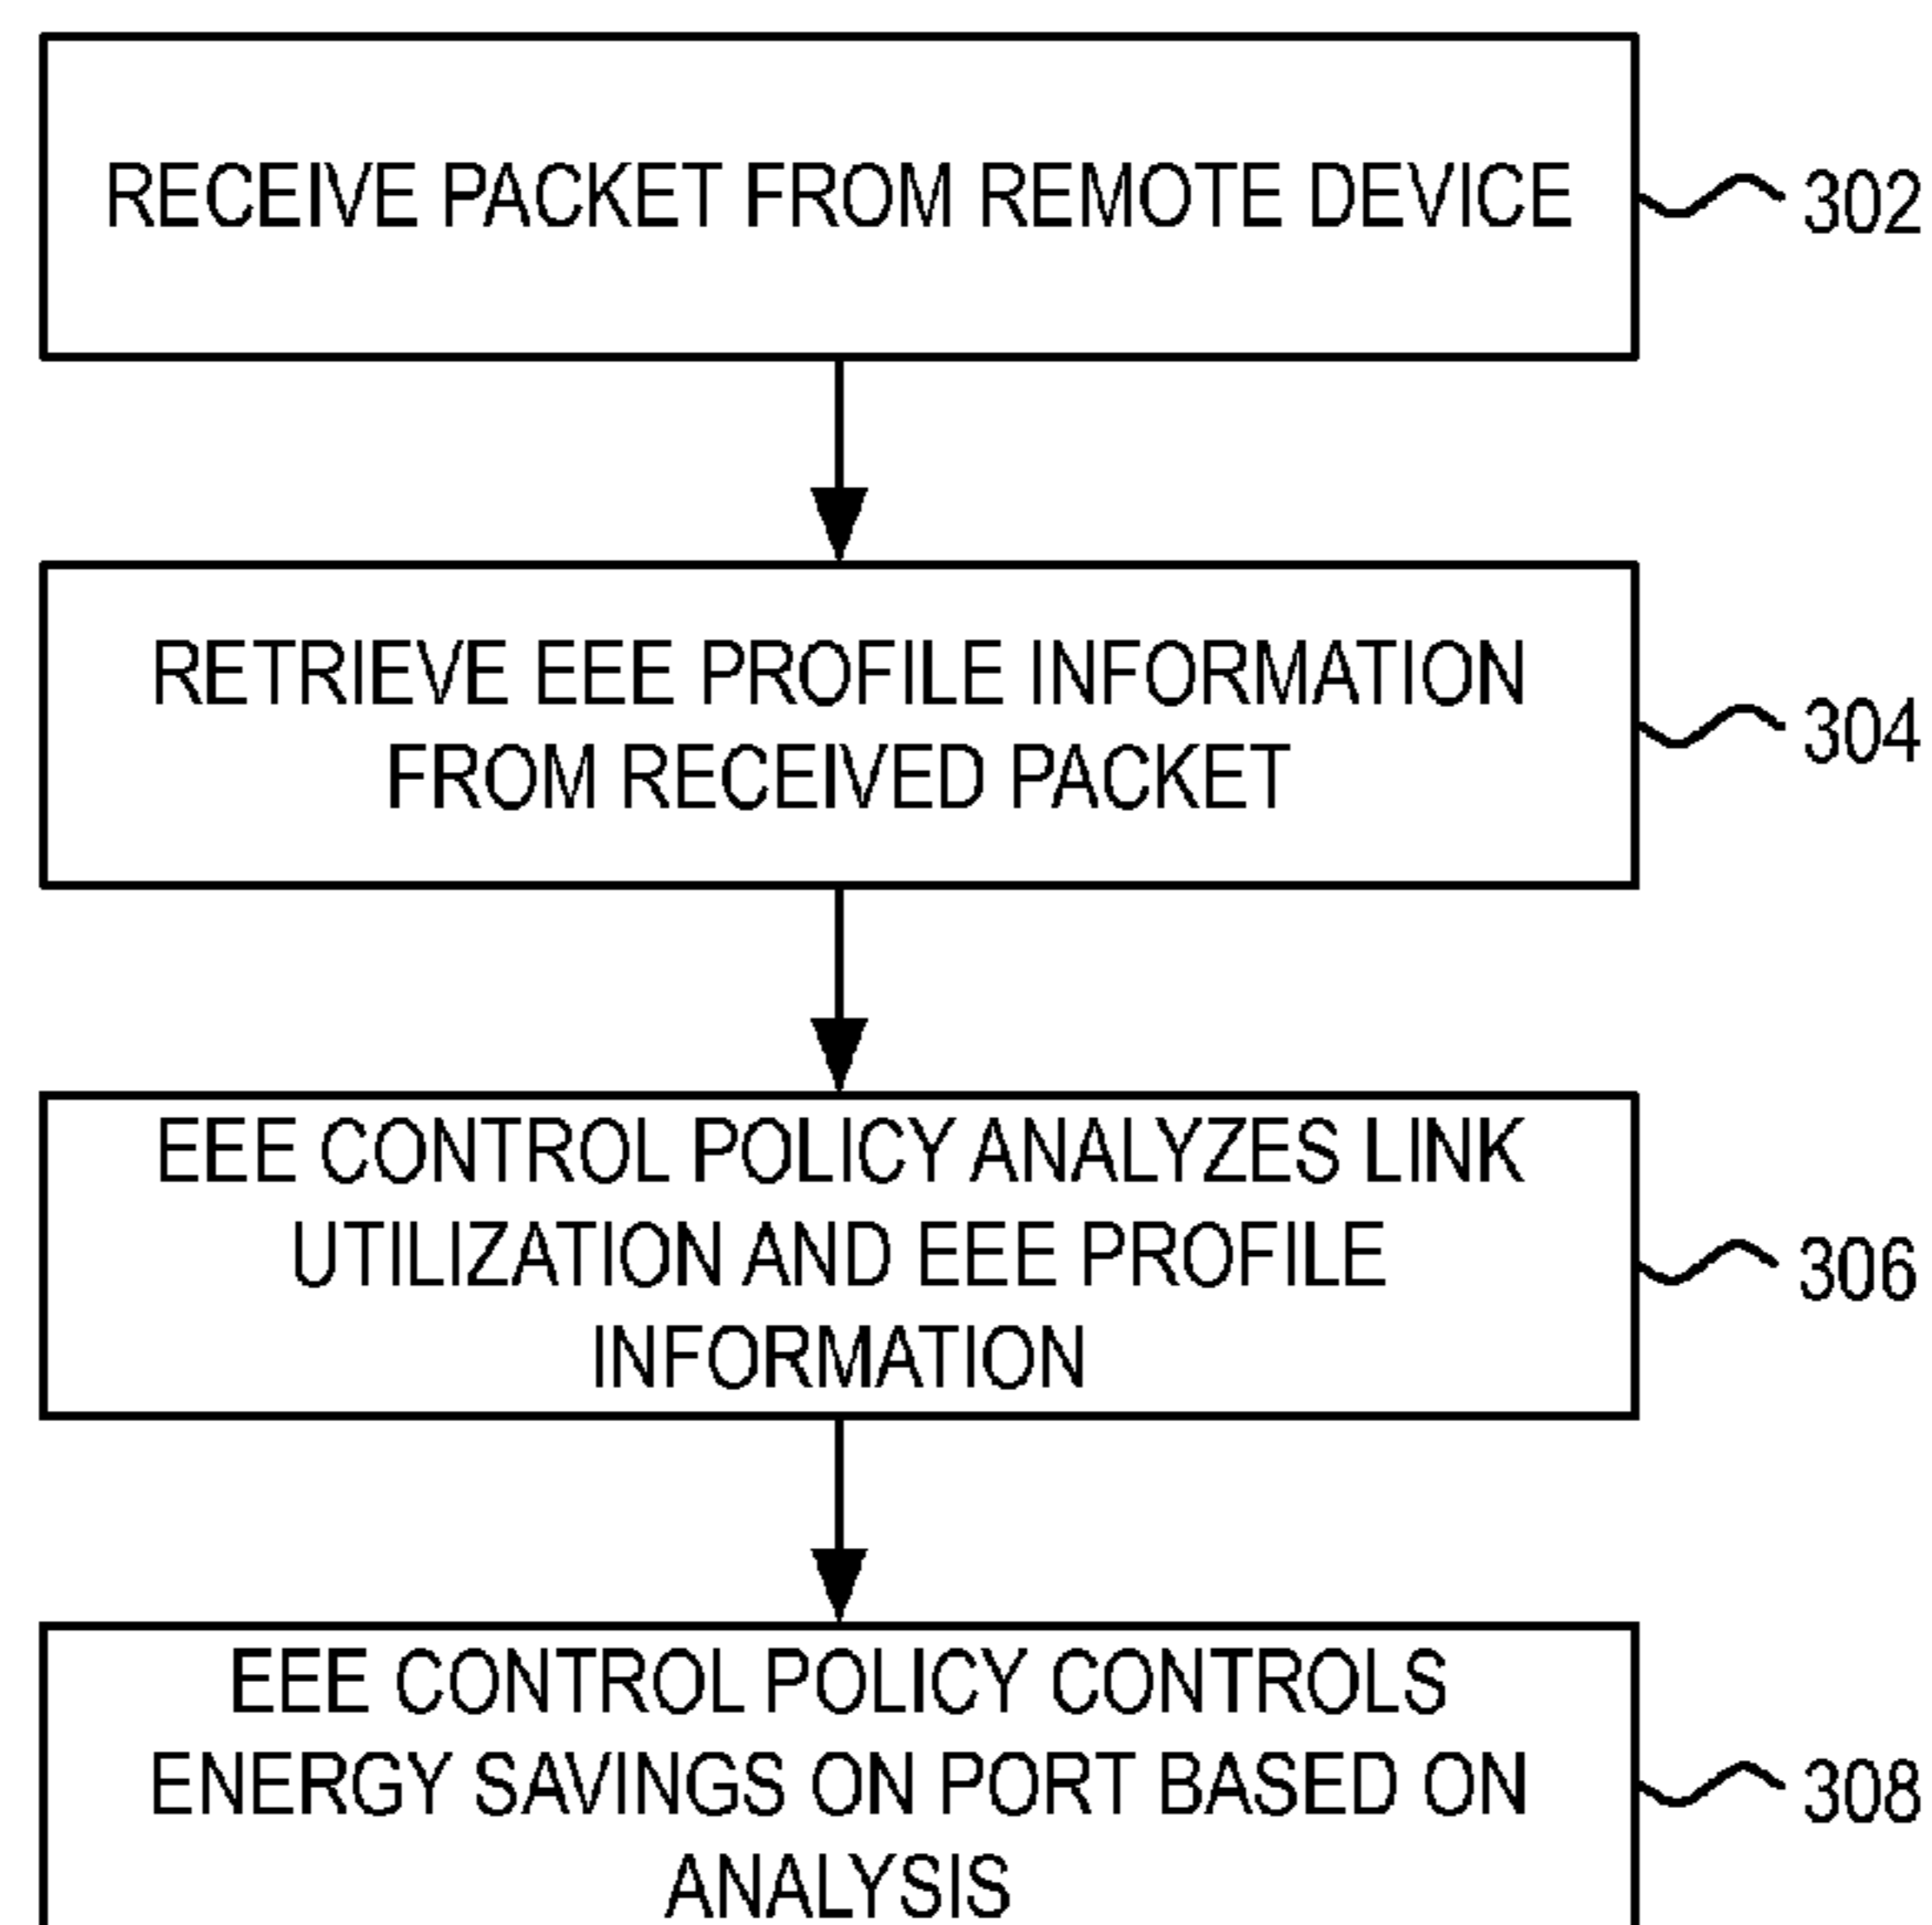 RECEIVE PACKET FROM REMOTE DEVICE
302
RETRIEVE EEE PROFILE INFORMATION
FROM RECEIVED PACKET
304
EEE CONTROL POLICY ANALYZES LINK
UTILIZATION AND EEE PROFILE
INFORMATION
306
EEE CONTROL POLICY CONTROLS
ENERGY SAVINGS ON PORT BASED ON
ANALYSIS
308